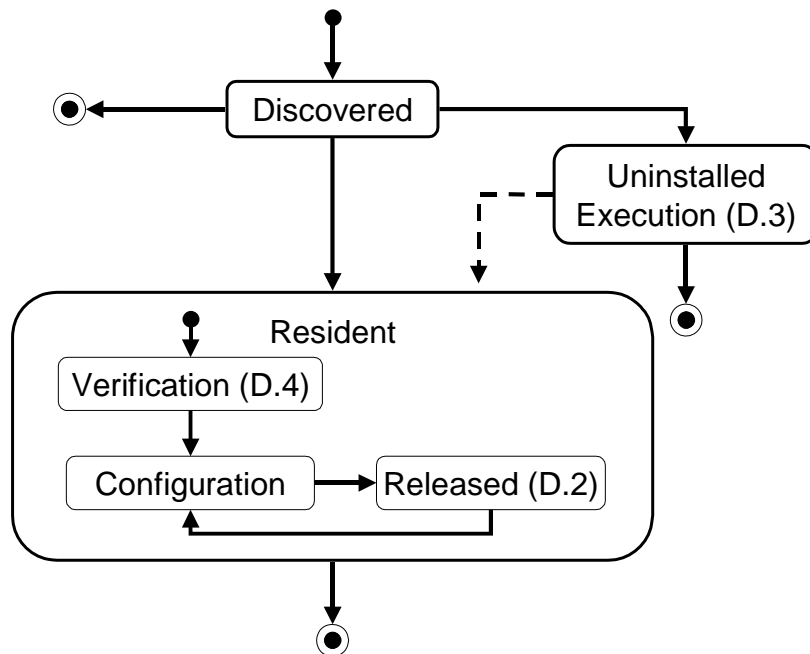 Discovered
Uninstalled
Execution (D.3)
Resident
Verification (D.4)
Configuration
Released (D.2)